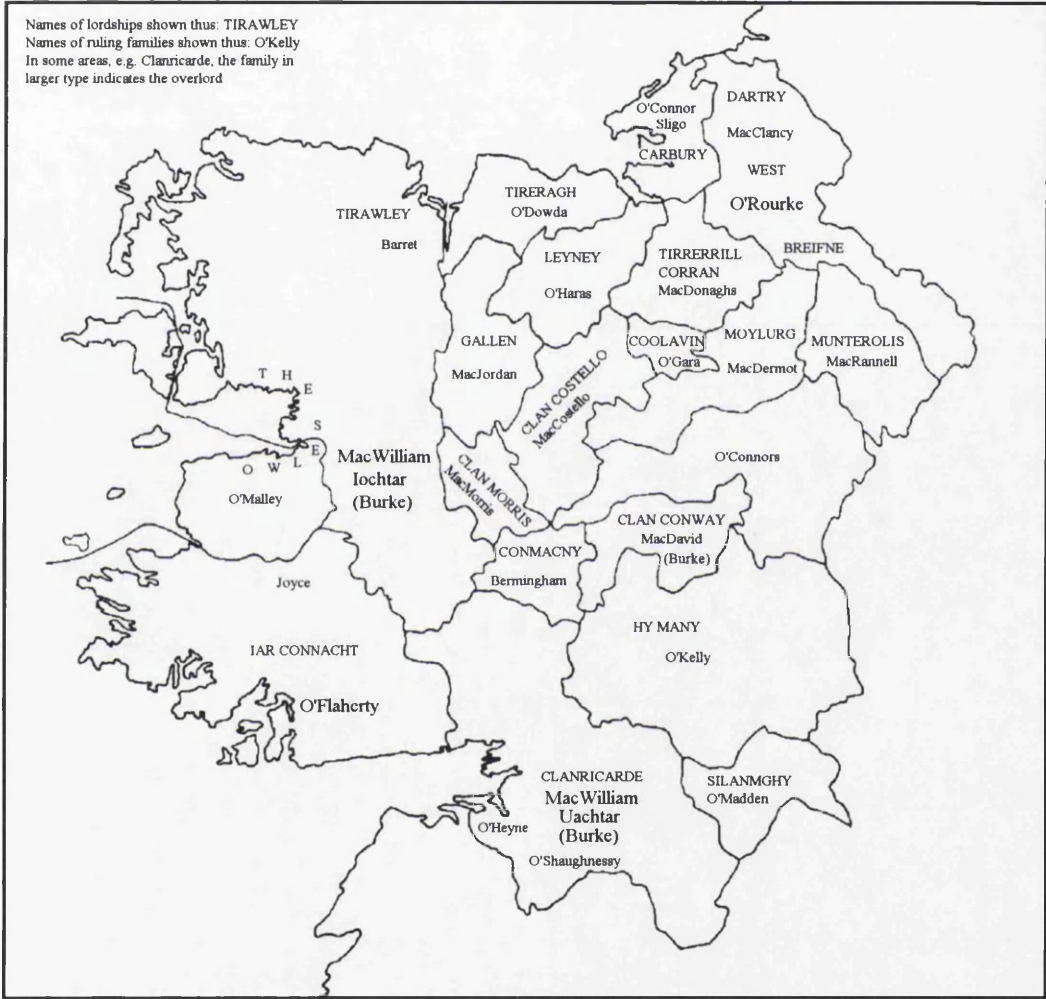 Names of lordships shown thus: TIRAWLEY
Names of ruling families shown thus: O'Kelly
In some areas, e.g. Clanricarde, the family in
larger type indicates the overlord
O'Connor
Sligo
CARBURY
DARTRY
MacClancy
WEST
O'Rourke
BREIFNE
TIRERAGH
O'Dowda
TIRAWLEY
Barret
LEYNEY
O'Haras
TIRRERRILL
CORRAN
MacDonaghs
GALLEN
MacJordan
COOLAVIN
O'Gara
MOYLURG
MacDermot
MUNTEROLIS
MacRannell
CLAN COSTELLO
MacCostello
T H E
O W L E S
O'Malley
MacWilliam
Iochtar
(Burke)
CLAN MORRIS
MacMorris
O'Connors
CLAN CONWAY
MacDavid
(Burke)
CONMACNY
Bermingham
Joyce
HY MANY
O'Kelly
IAR CONNACHT
O'Flaherty
CLANRICARDE
MacWilliam
Uachtar
(Burke)
O'Heyne
O'Shaughnessy
SILANMGHY
O'Madden